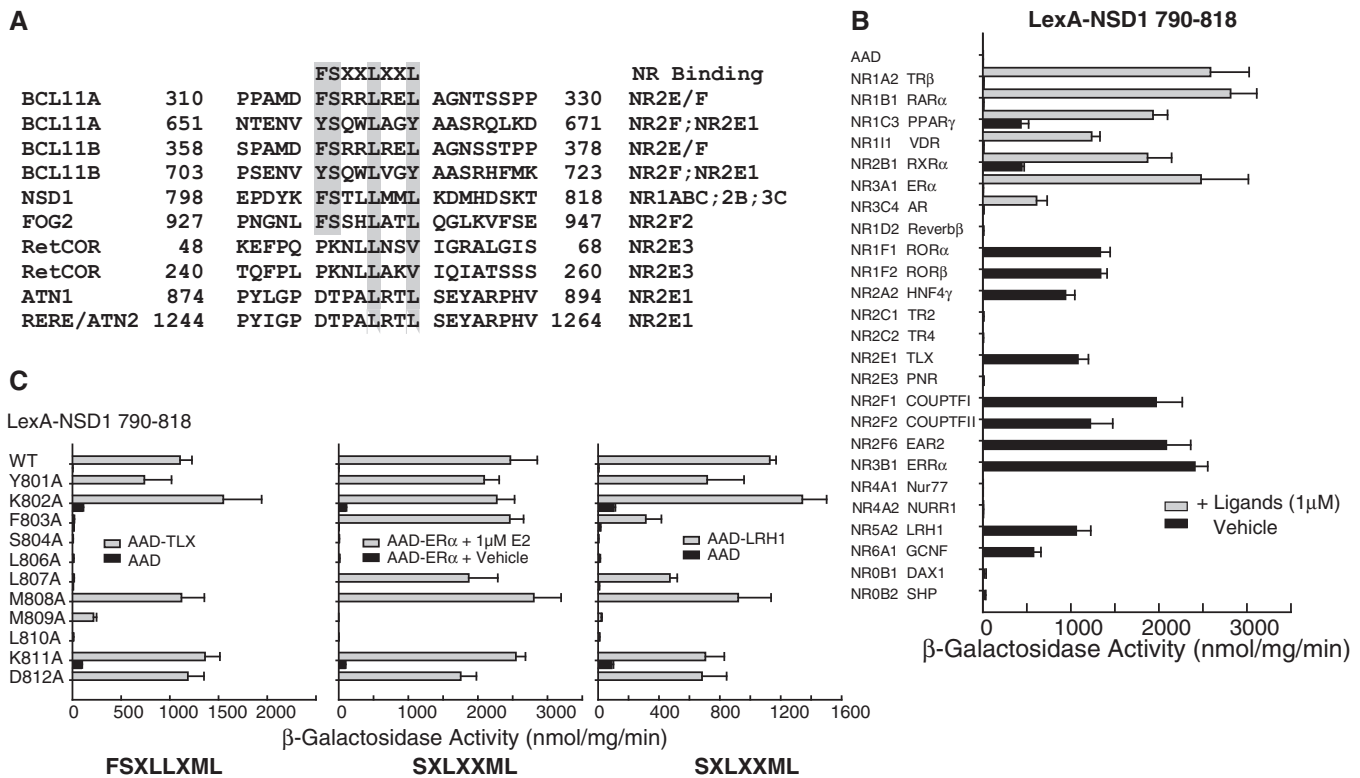 A
FSXXLXXL NR Binding
BCL11A 310 PPAMD FSRRLREL AGNTSSPP 330 NR2E/F
BCL11A 651 NTENV YSQWLAGY AASRQLKD 671 NR2F;NR2E1
BCL11B 358 SPAMD FSRRLREL AGNSSTPP 378 NR2E/F
BCL11B 703 PSENV YSQWLVGY AASRHFMK 723 NR2F;NR2E1
NSD1 798 EPDYK FSTLLMML KDMHDSKT 818 NR1ABC;2B;3C
FOG2 927 PNGNL FSSHLATL QGLKVFSE 947 NR2F2
RetCOR 48 KEFPQ PKNLLNSV IGRALGIS 68 NR2E3
RetCOR 240 TQFPL PKNLLAKV IQIATSSS 260 NR2E3
ATN1 874 PYLGP DTPALRTL SEYARPHV 894 NR2E1
RERE/ATN2 1244 PYIGP DTPALRTL SEYARPHV 1264 NR2E1
B
LexA-NSD1 790-818
AAD
NR1A2 TRβ
NR1B1 RARα
NR1C3 PPARγ
NR1I1 VDR
NR2B1 RXRα
NR3A1 ERα
NR3C4 AR
NR1D2 Reverbβ
NR1F1 RORα
NR1F2 RORβ
NR2A2 HNF4γ
NR2C1 TR2
NR2C2 TR4
NR2E1 TLX
NR2E3 PNR
NR2F1 COUPTFI
NR2F2 COUPTFII
NR2F6 EAR2
NR3B1 ERRα
NR4A1 Nur77
NR4A2 NURR1
NR5A2 LRH1
NR6A1 GCNF
NR0B1 DAX1
NR0B2 SHP
+ Ligands (1μM)
Vehicle
0 1000 2000 3000
β-Galactosidase Activity (nmol/mg/min)
C
LexA-NSD1 790-818
WT
Y801A
K802A
F803A
S804A
L806A
L807A
M808A
M809A
L810A
K811A
D812A
AAD-TLX
AAD
0 500 1000 1500 2000
AAD-ERα + 1μM E2
AAD-ERα + Vehicle
0 1000 2000 3000
AAD-LRH1
AAD
0 400 800 1200 1600
β-Galactosidase Activity (nmol/mg/min)
FSXLLXML SXLXXML SXLXXML